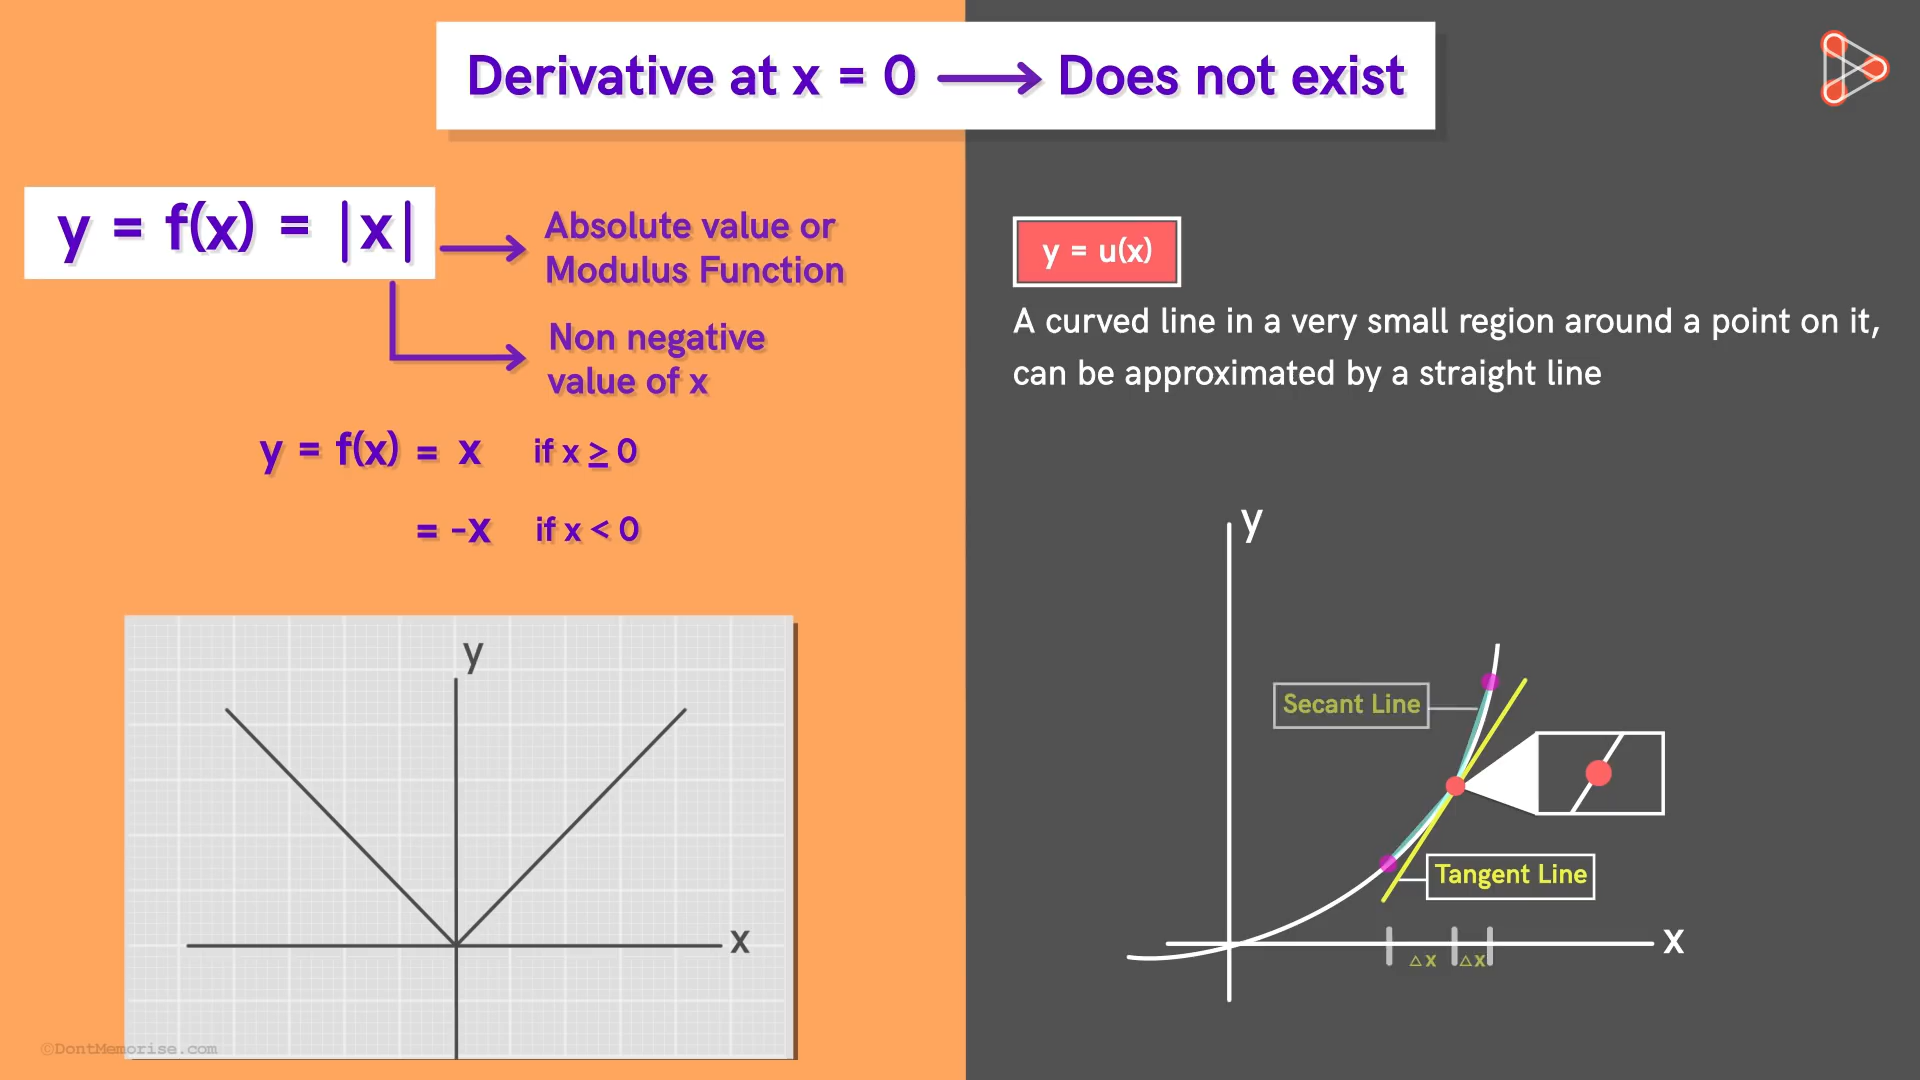 Derivative at x = 0 → Does not exist
y = f(x) = |x|
Absolute value or
Modulus Function
Non negative
value of x
y = f(x) = x if x ≥ 0
= -x if x < 0
y
x
©DontMemorise.com
y = u(x)
A curved line in a very small region around a point on it,
can be approximated by a straight line
y
Secant Line
Tangent Line
x
△x △x